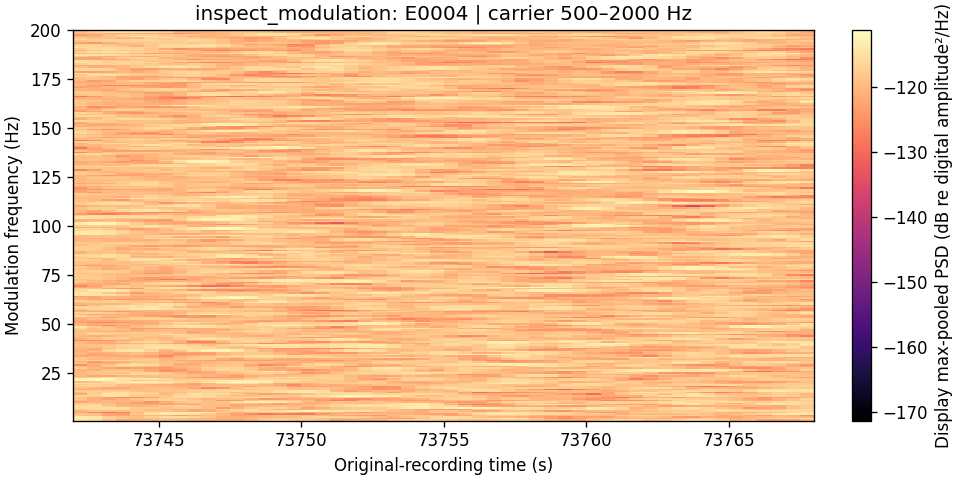 inspect_modulation: E0004 | carrier 500–2000 Hz
200
175
150
125
100
75
50
25
Modulation frequency (Hz)
73745 73750 73755 73760 73765
Original-recording time (s)
−120
−130
−140
−150
−160
−170
Display max-pooled PSD (dB re digital amplitude²/Hz)